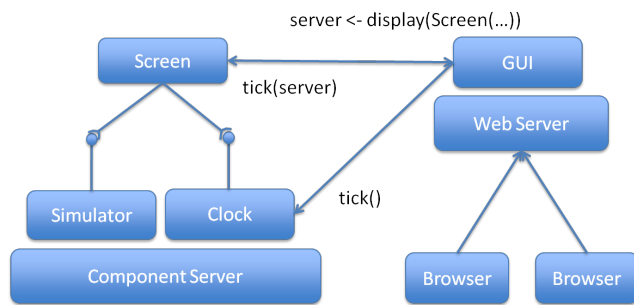 server <- display(Screen(...))
Screen
GUI
tick(server)
Web Server
Simulator
Clock
tick()
Component Server
Browser
Browser